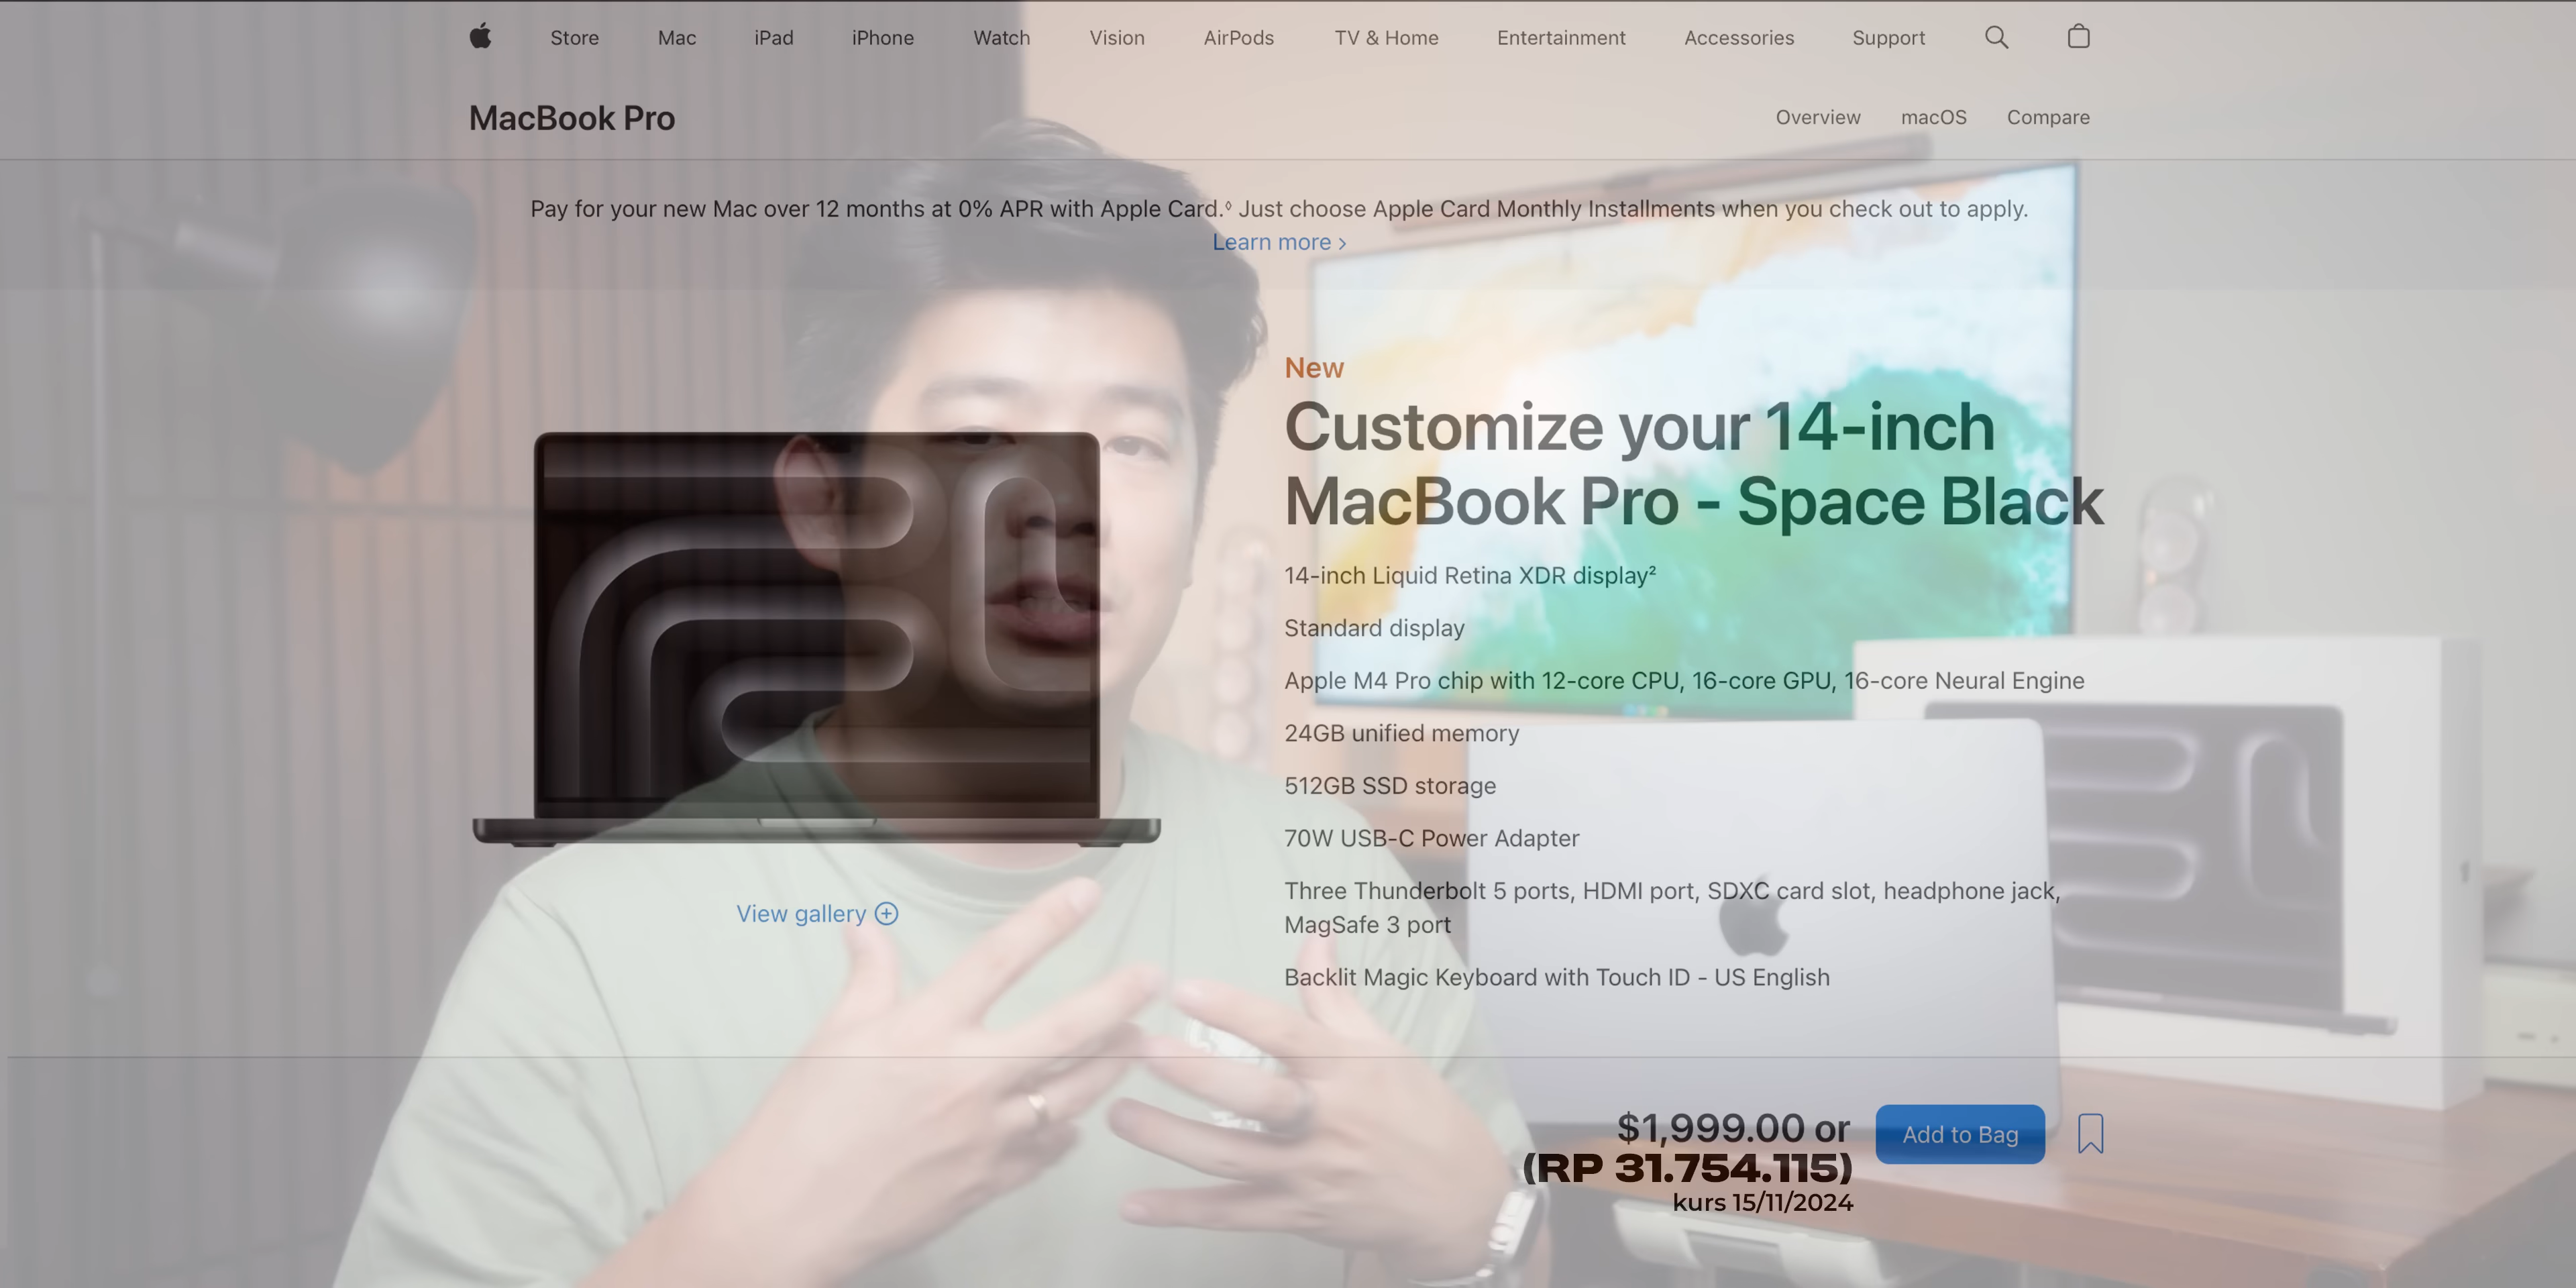 Store Mac iPad iPhone Watch Vision AirPods TV & Home Entertainment Accessories Support
MacBook Pro
Overview macOS Compare
Pay for your new Mac over 12 months at 0% APR with Apple Card.◊ Just choose Apple Card Monthly Installments when you check out to apply.
Learn more ›
New
Customize your 14-inch
MacBook Pro - Space Black
14-inch Liquid Retina XDR display²
Standard display
Apple M4 Pro chip with 12-core CPU, 16-core GPU, 16-core Neural Engine
24GB unified memory
512GB SSD storage
70W USB-C Power Adapter
Three Thunderbolt 5 ports, HDMI port, SDXC card slot, headphone jack,
MagSafe 3 port
Backlit Magic Keyboard with Touch ID - US English
View gallery
$1,999.00 or
(RP 31.754.115)
kurs 15/11/2024
Add to Bag